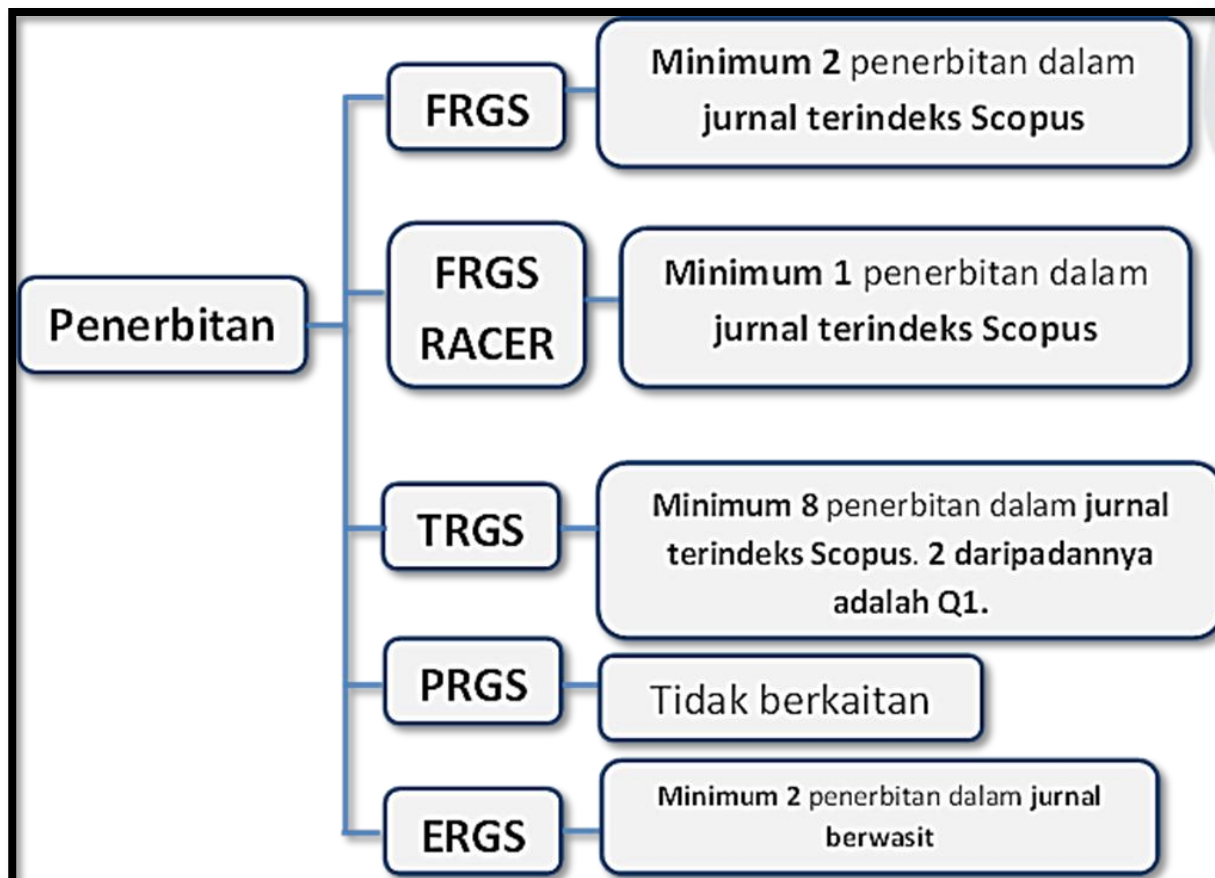 Penerbitan
FRGS
Minimum 2 penerbitan dalam
jurnal terindeks Scopus
FRGS
RACER
Minimum 1 penerbitan dalam
jurnal terindeks Scopus
TRGS
Minimum 8 penerbitan dalam jurnal
terindeks Scopus. 2 daripadannya
adalah Q1.
PRGS
Tidak berkaitan
ERGS
Minimum 2 penerbitan dalam jurnal
berwasit